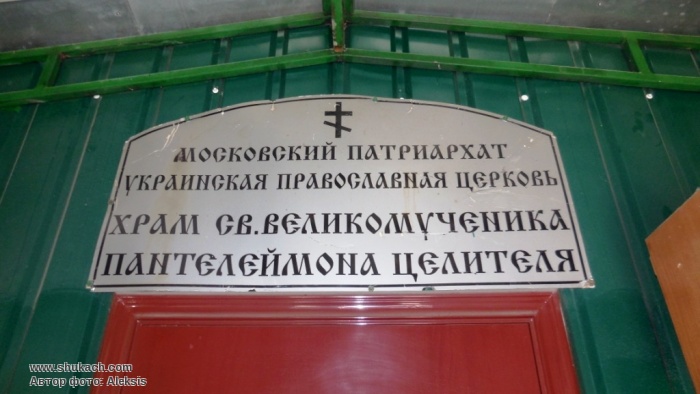 МОСКОВСКИЙ ПАТРИАРХАТ
УКРАИНСКАЯ ПРАВОСЛАВНАЯ ЦЕРКОВЬ
ХРАМ СВ.ВЕЛИКОМУЧЕНИКА
ПАНТЕЛЕЙМОНА ЦЕЛИТЕЛЯ
www.shukach.com
Автор фото: Aleksis